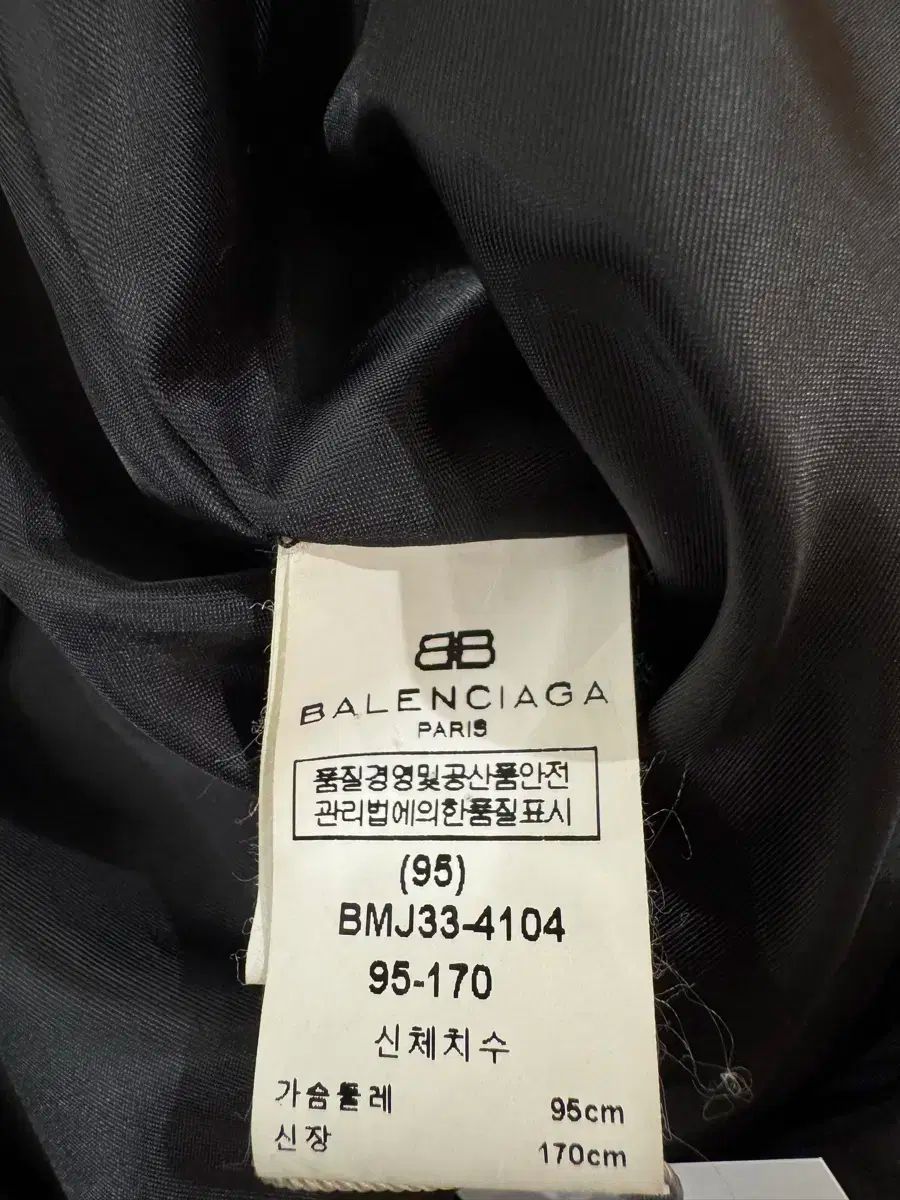 BB
BALENCIAGA
PARIS
품질경영및공산품안전
관리법에의한품질표시
(95)
BMJ33-4104
95-170
신체치수
가슴둘레 95cm
신장 170cm